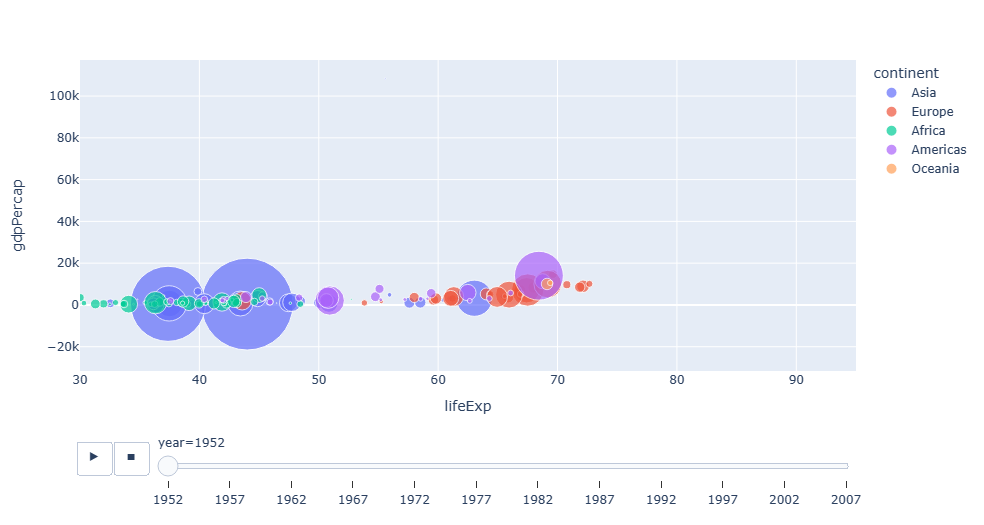 continent
Asia
Europe
Africa
Americas
Oceania
gdpPercap
100k
80k
60k
40k
20k
0
−20k
30 40 50 60 70 80 90
lifeExp
year=1952
1952 1957 1962 1967 1972 1977 1982 1987 1992 1997 2002 2007